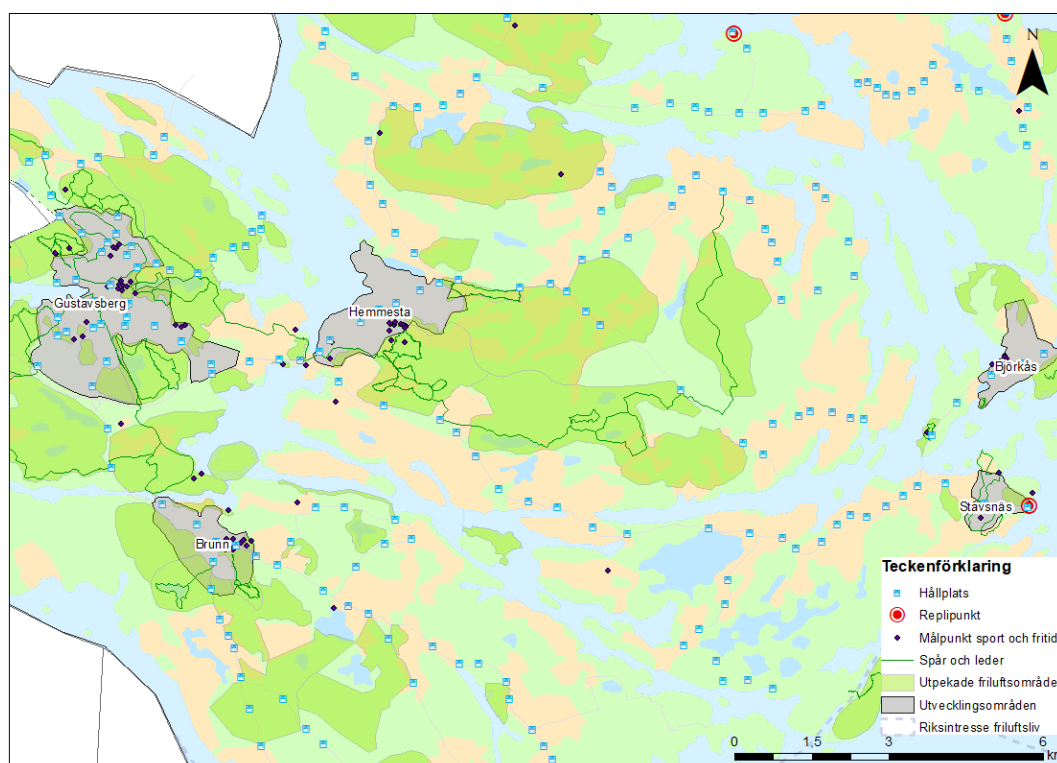 N
Gustavsberg
Hemmesta
Björkås
Stavsnäs
Brunn
Teckenförklaring
Hållplats
Replipunkt
Målpunkt sport och fritid
Spår och leder
Utpekade friluftsområde
Utvecklingsområden
Riksintresse friluftsliv
0 1,5 3 6
km